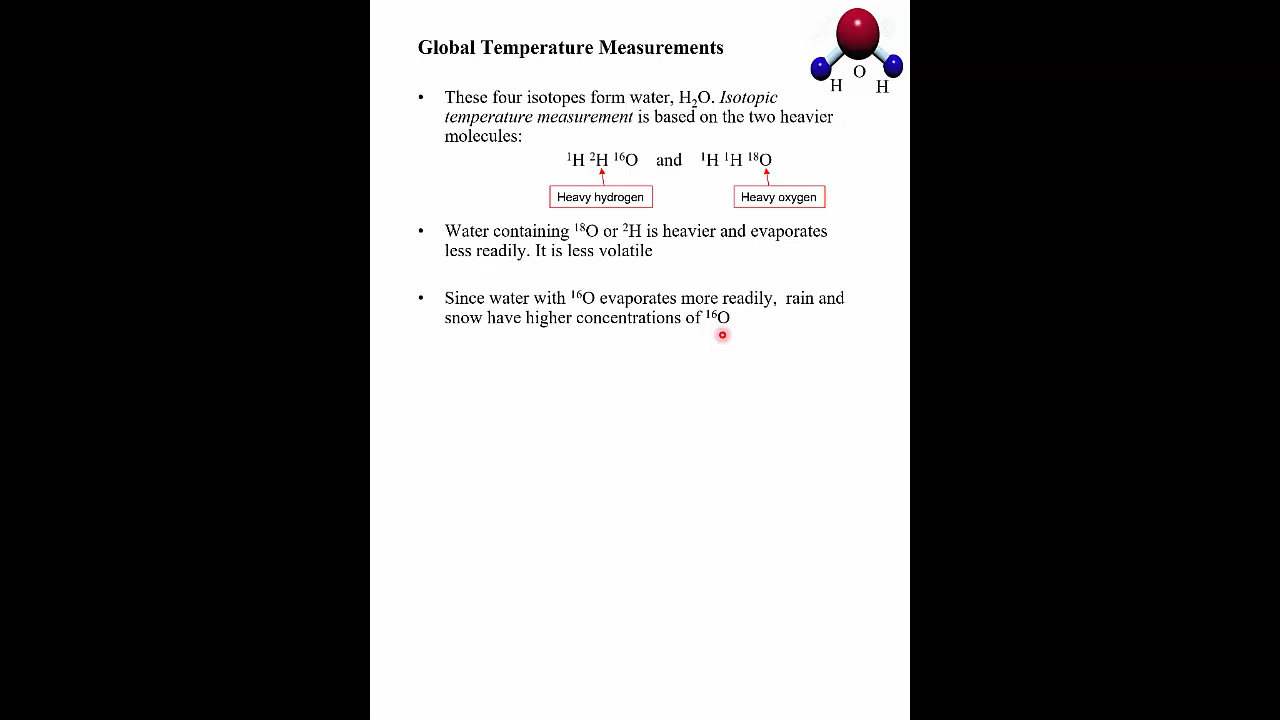 Global Temperature Measurements
O
H H
• These four isotopes form water, H₂O. Isotopic
temperature measurement is based on the two heavier
molecules:
¹H ²H ¹⁶O and ¹H ¹H ¹⁸O
Heavy hydrogen Heavy oxygen
• Water containing ¹⁸O or ²H is heavier and evaporates
less readily. It is less volatile
• Since water with ¹⁶O evaporates more readily, rain and
snow have higher concentrations of ¹⁶O